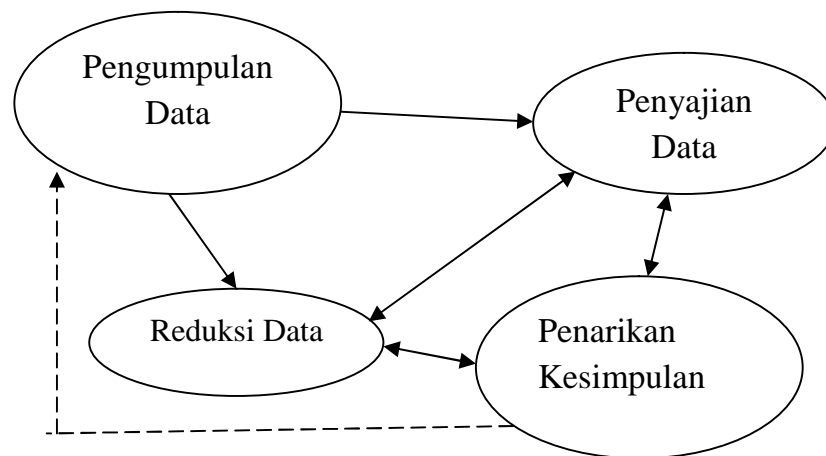 Pengumpulan
Data
Penyajian
Data
Reduksi Data
Penarikan
Kesimpulan